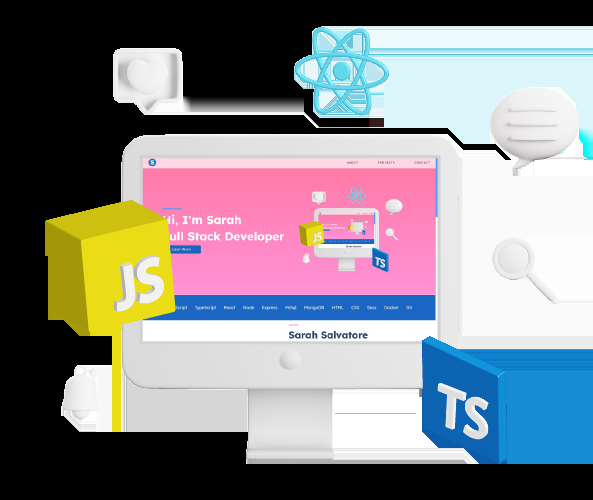 S
ABOUT PROJECTS CONTACT
Hi, I'm Sarah
Full Stack Developer
Learn More
TypeScript React Node Express MySql MongoDB HTML CSS Sass Docker Git
Sarah Salvatore
JS
TS
JS
TS